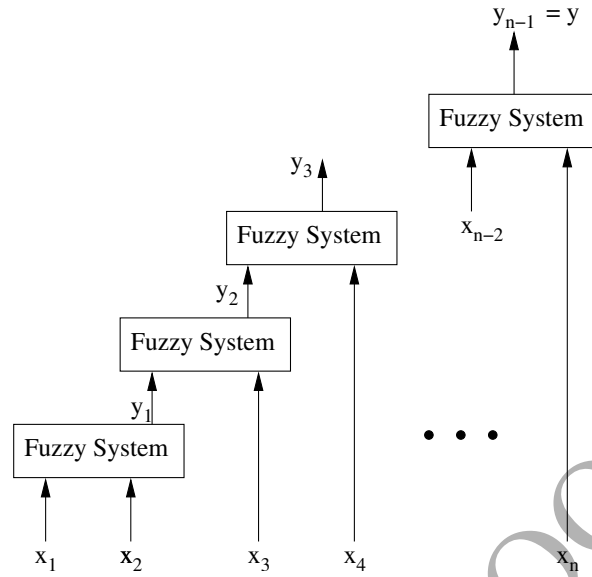 y_{n-1} = y
Fuzzy System
y_3
x_{n-2}
Fuzzy System
y_2
Fuzzy System
y_1
Fuzzy System
x_1 x_2 x_3 x_4 x_n